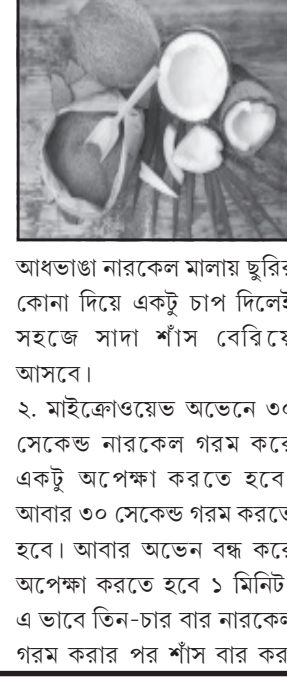 আধভাঙা নারকেল মালায় ছুরির
কোনা দিয়ে একটু চাপ দিলেই
সহজে সাদা শাঁস বেরিয়ে
আসবে।
২. মাইক্রোওয়েভ অভেনে ৩০
সেকেন্ড নারকেল গরম করে
একটু অপেক্ষা করতে হবে
আবার ৩০ সেকেন্ড গরম করতে
হবে। আবার অভেন বন্ধ করে
অপেক্ষা করতে হবে ১ মিনিট
এ ভাবে তিন-চার বার নারকেল
গরম করার পর শাঁস বার কর